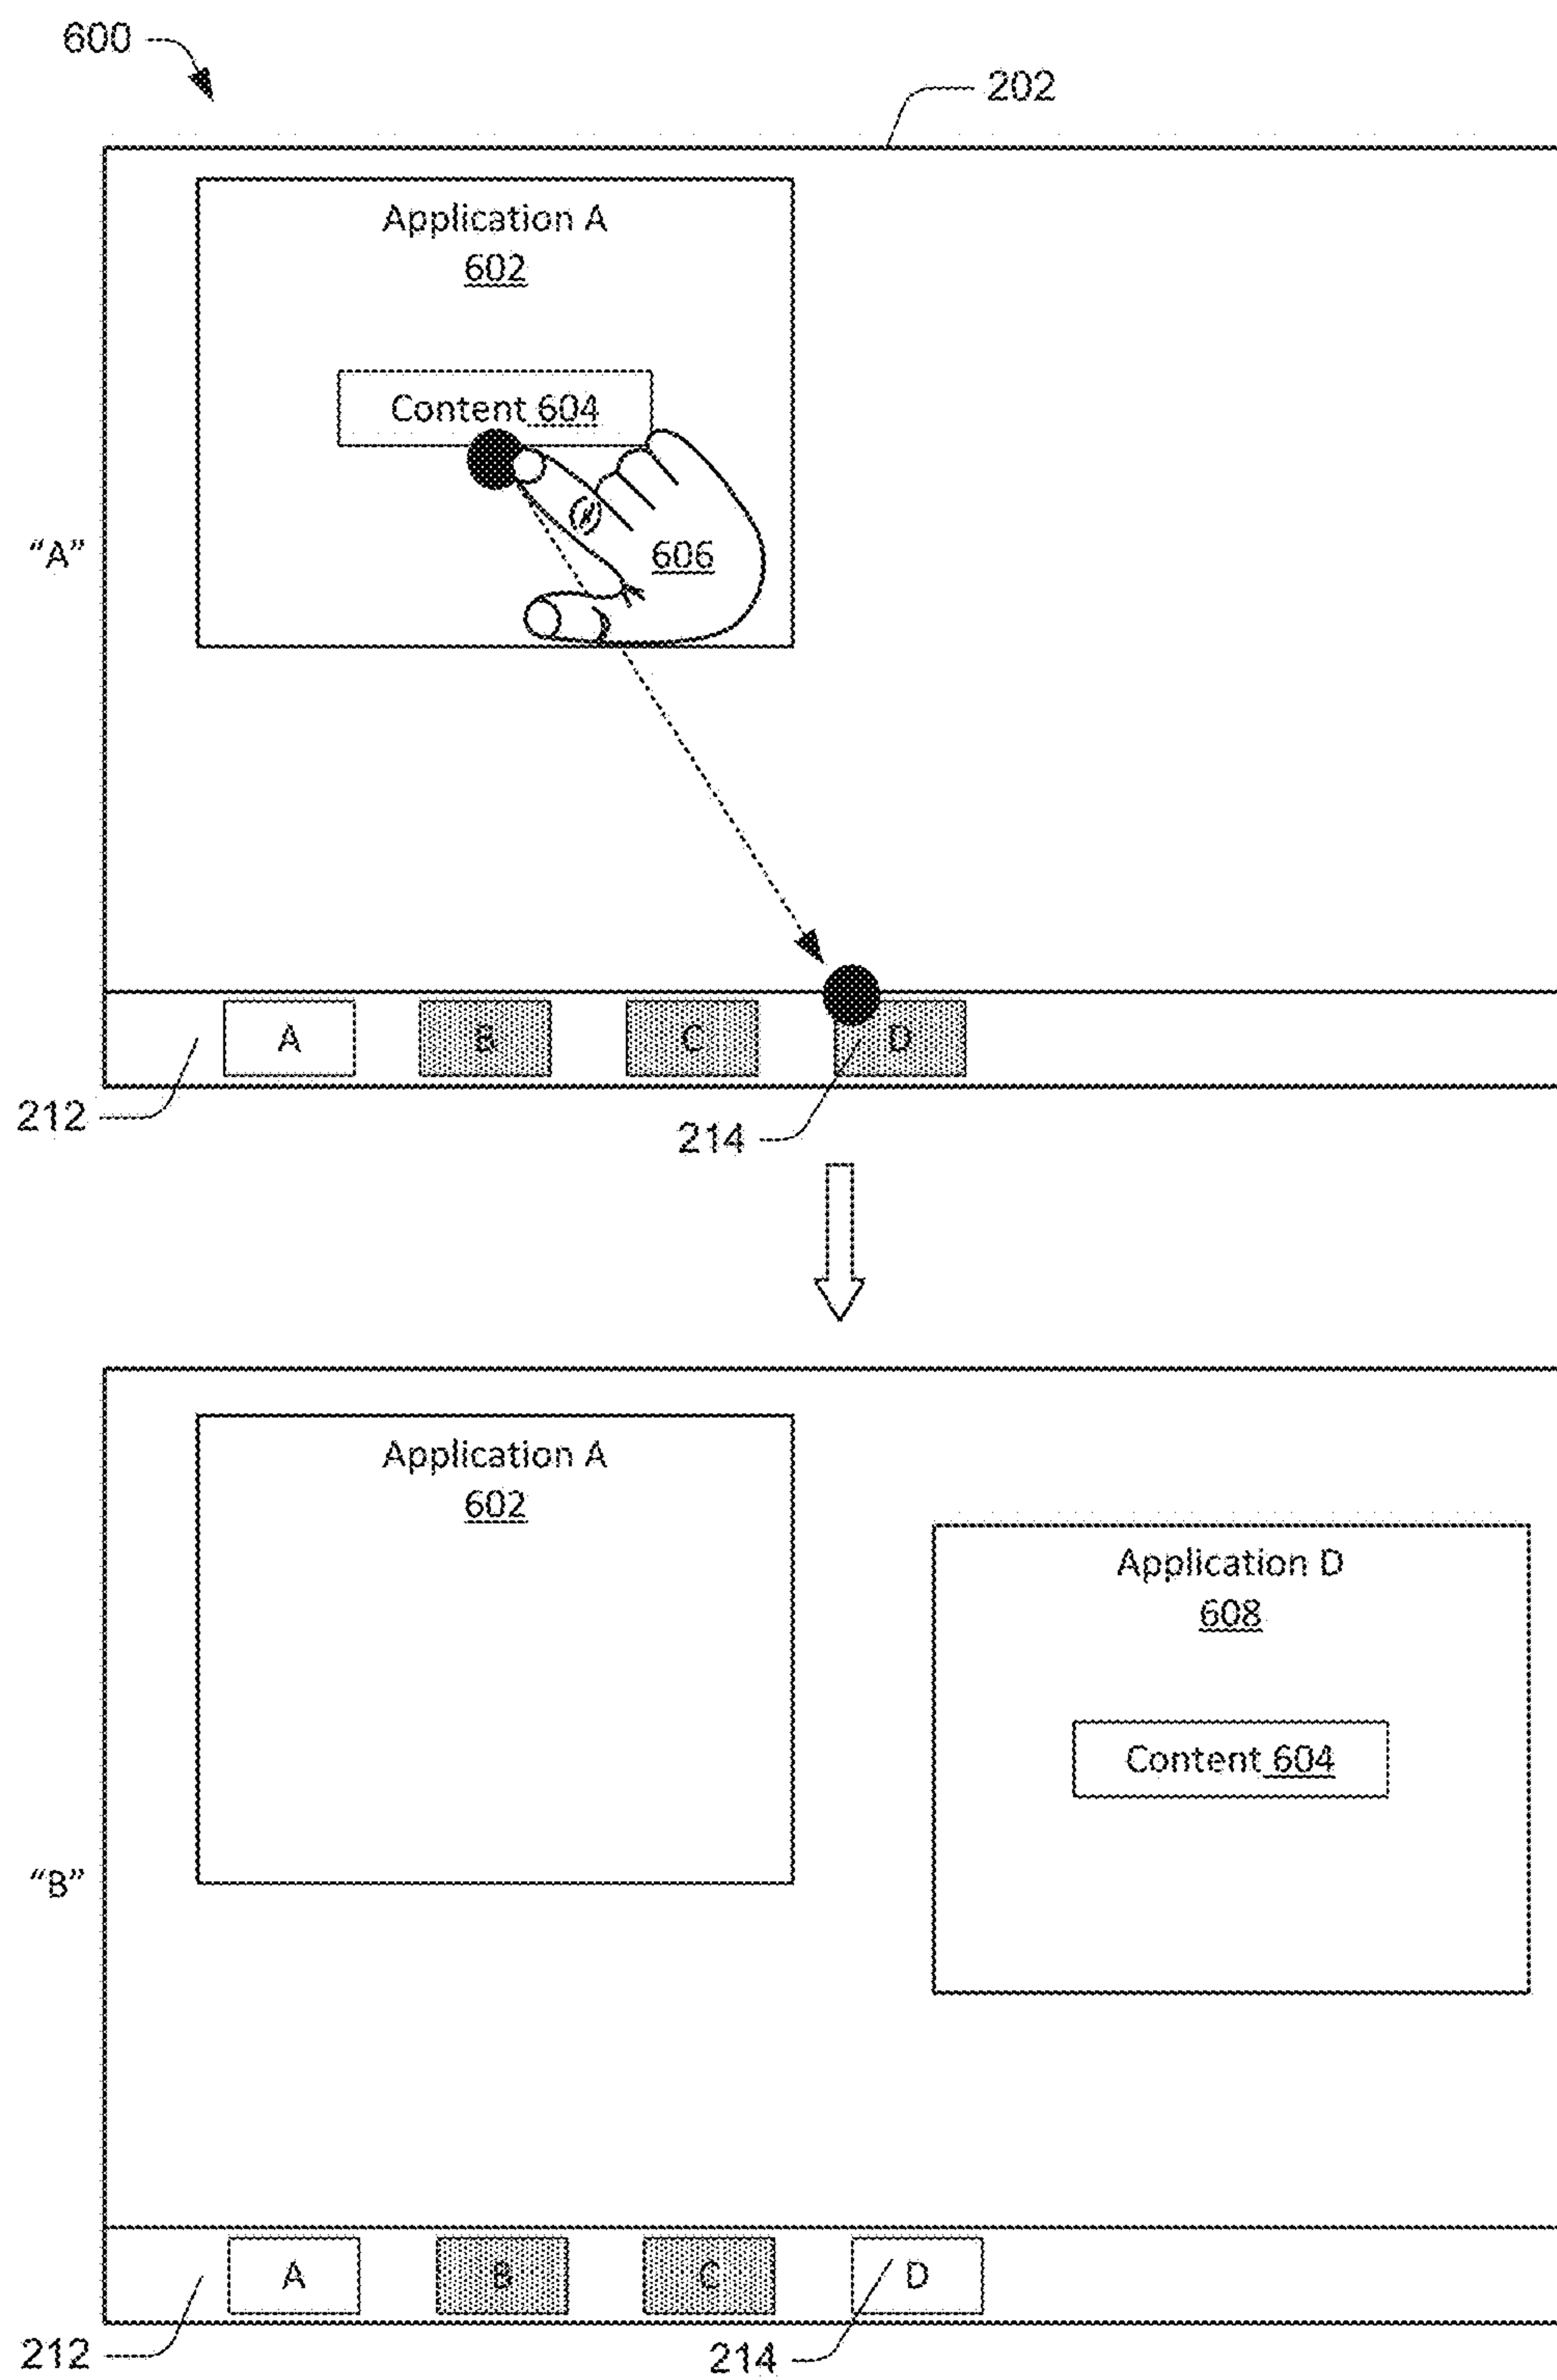 600
202
Application A
602
Content 604
“A”
606
A B C D
212
214
Application A
602
Application D
608
Content 604
“B”
A B C D
212
214